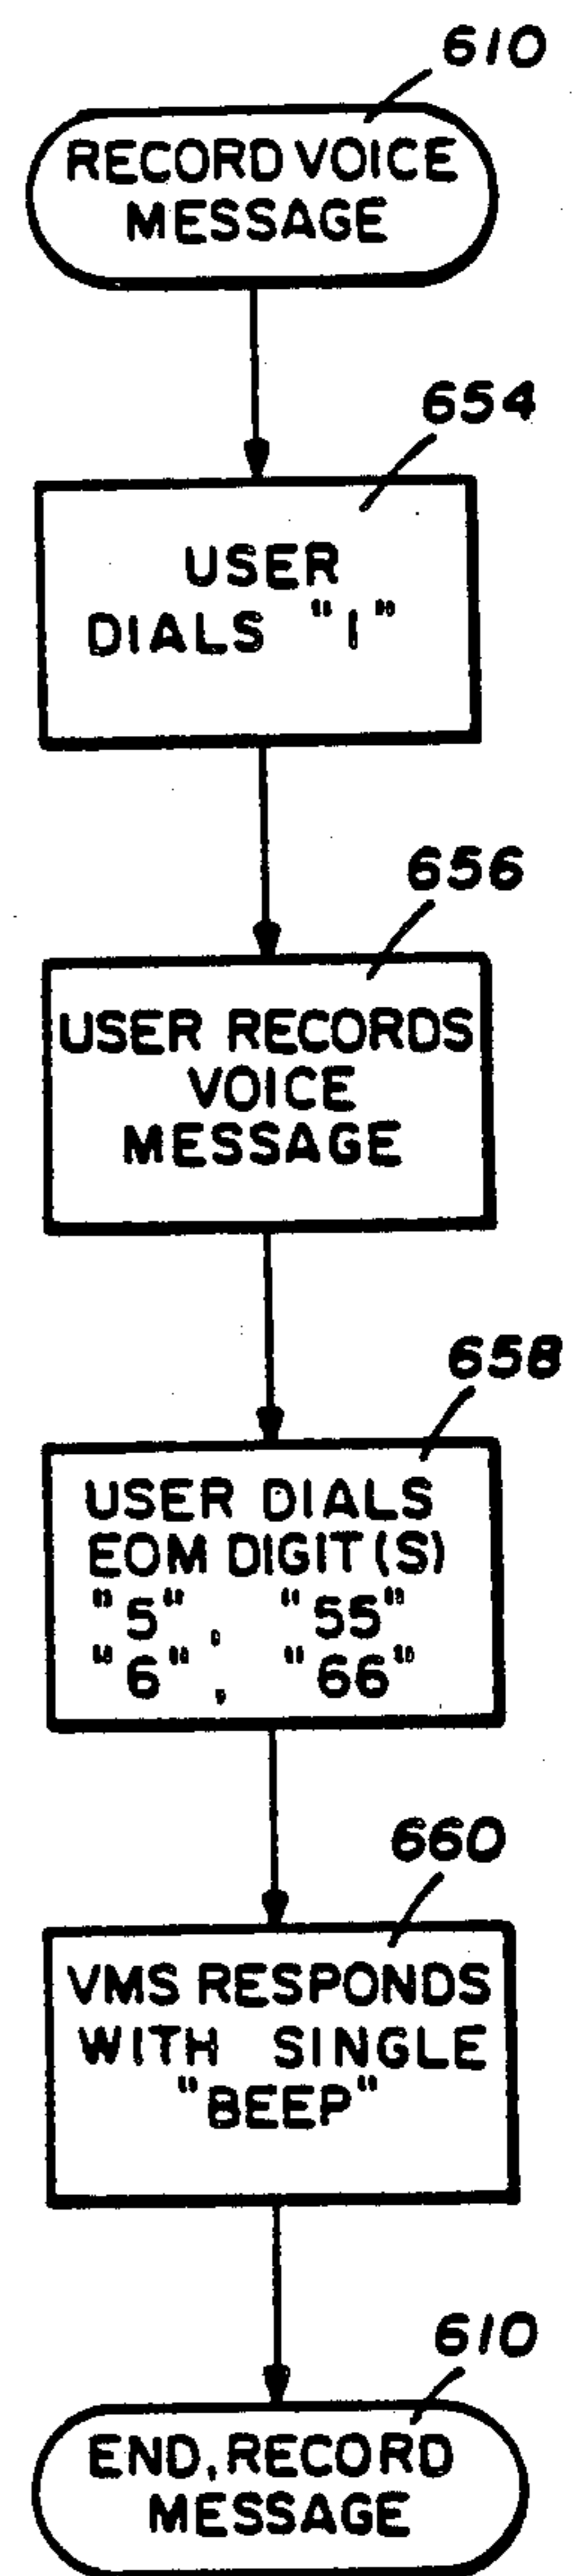 610
RECORD VOICE
MESSAGE
654
USER
DIALS "1"
656
USER RECORDS
VOICE
MESSAGE
658
USER DIALS
EOM DIGIT(S)
"5", "55"
"6", "66"
660
VMS RESPONDS
WITH SINGLE
"BEEP"
610
END, RECORD
MESSAGE